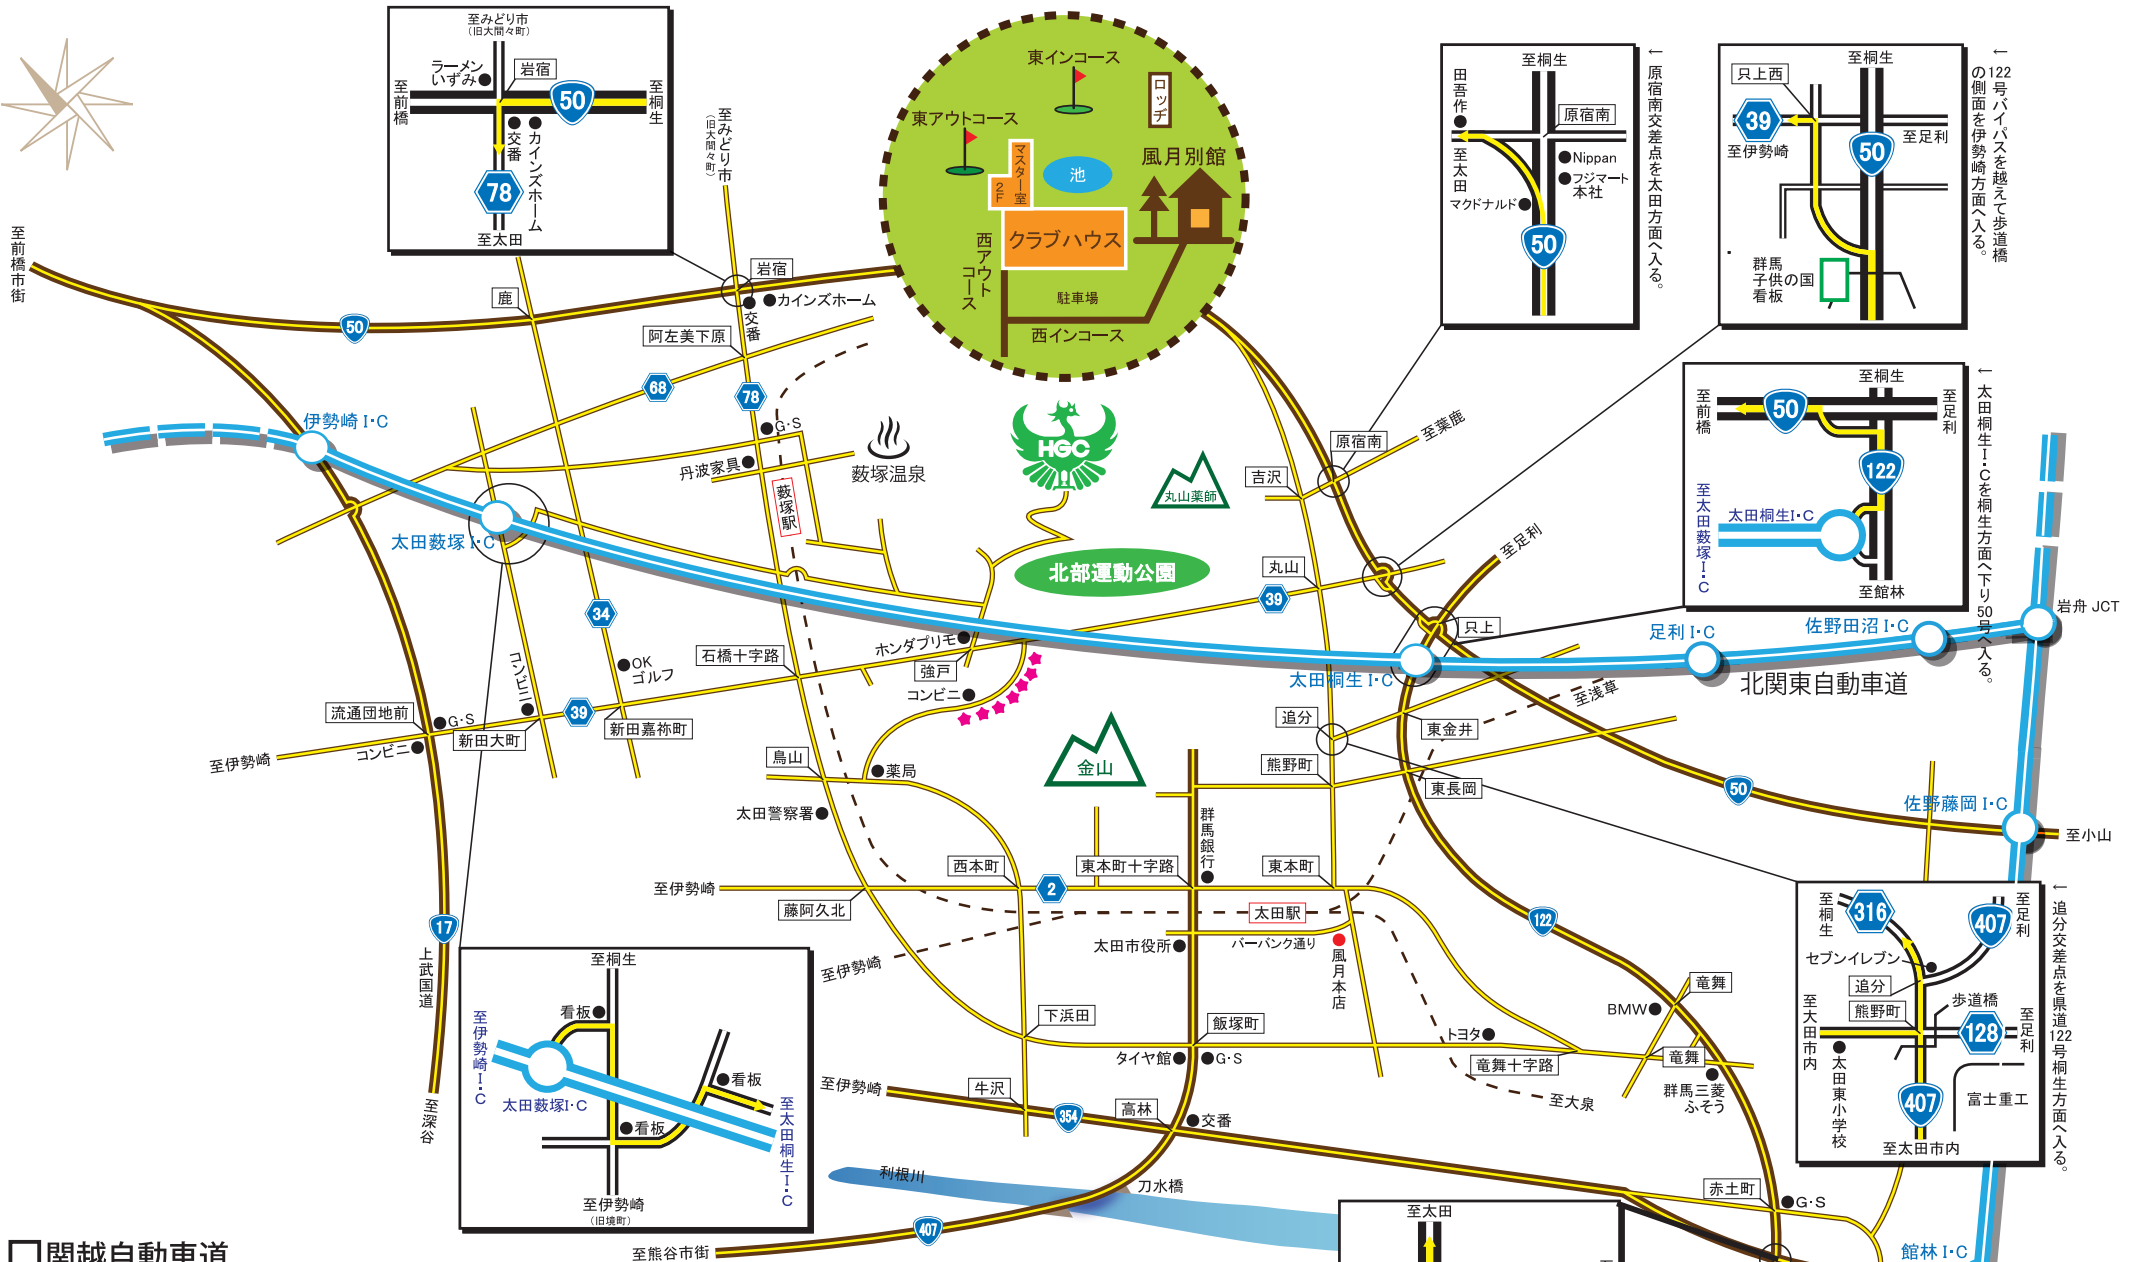 至みどり市
(旧大間々町)
ラーメン
いずみ
岩宿
至前橋
50
至桐生
交番
カインズホーム
78
至太田
至みどり市
(旧大間々町)
東インコース
ロッヂ
東アウトコース
マスター室
2F
池
風月別館
クラブハウス
西アウト
コース
駐車場
西インコース
至桐生
田吾作
原宿南
至太田
Nippan
フジマート
本社
マクドナルド
50
←原宿南交差点を太田方面へ入る。
至桐生
只上西
39
至足利
至伊勢崎
50
群馬
子供の国
看板
←122号バイパスを越えて歩道橋
の側面を伊勢崎方面へ入る。
至前橋市街
岩宿
カインズホーム
交番
鹿
50
阿左美下原
68
78
G・S
丹波家具
薮塚温泉
薮塚駅
HGC
丸山薬師
北部運動公園
原宿南
至葉鹿
吉沢
至足利
丸山
39
只上
至桐生
至前橋
50
至足利
122
至太田薮塚I・C
太田桐生I・C
至館林
←太田桐生I・Cを桐生方面へ下り50号へ入る。
伊勢崎 I・C
太田薮塚 I・C
34
OK
ゴルフ
石橋十字路
ホンダプリモ
強戸
コンビニ
コンビニ
流通団地前
G・S
39
新田大町
新田嘉祢町
コンビニ
至伊勢崎
太田桐生 I・C
足利 I・C
佐野田沼 I・C
岩舟 JCT
北関東自動車道
至浅草
追分
東金井
熊野町
東長岡
50
佐野藤岡 I・C
至小山
鳥山
薬局
金山
太田警察署
群馬銀行
西本町
東本町十字路
東本町
至伊勢崎
2
藤阿久北
太田駅
太田市役所
バーバンク通り
風月本店
至伊勢崎
122
17
上武国道
至深谷
BMW
竜舞
下浜田
飯塚町
タイヤ館
G・S
トヨタ
竜舞十字路
竜舞
群馬三菱
ふそう
至大泉
至伊勢崎
牛沢
354
高林
交番
至桐生
316
407
至足利
セブンイレブン
追分
歩道橋
熊野町
128
至足利
至大田市内
太田東小学校
407
富士重工
至太田市内
←追分交差点を県道122号桐生方面へ入る。
至桐生
看板
至伊勢崎I・C
太田薮塚I・C
看板
看板
至太田桐生I・C
至伊勢崎
(旧境町)
利根川
刀水橋
407
至熊谷市街
赤土町
G・S
至太田
館林 I・C
関越自動車道